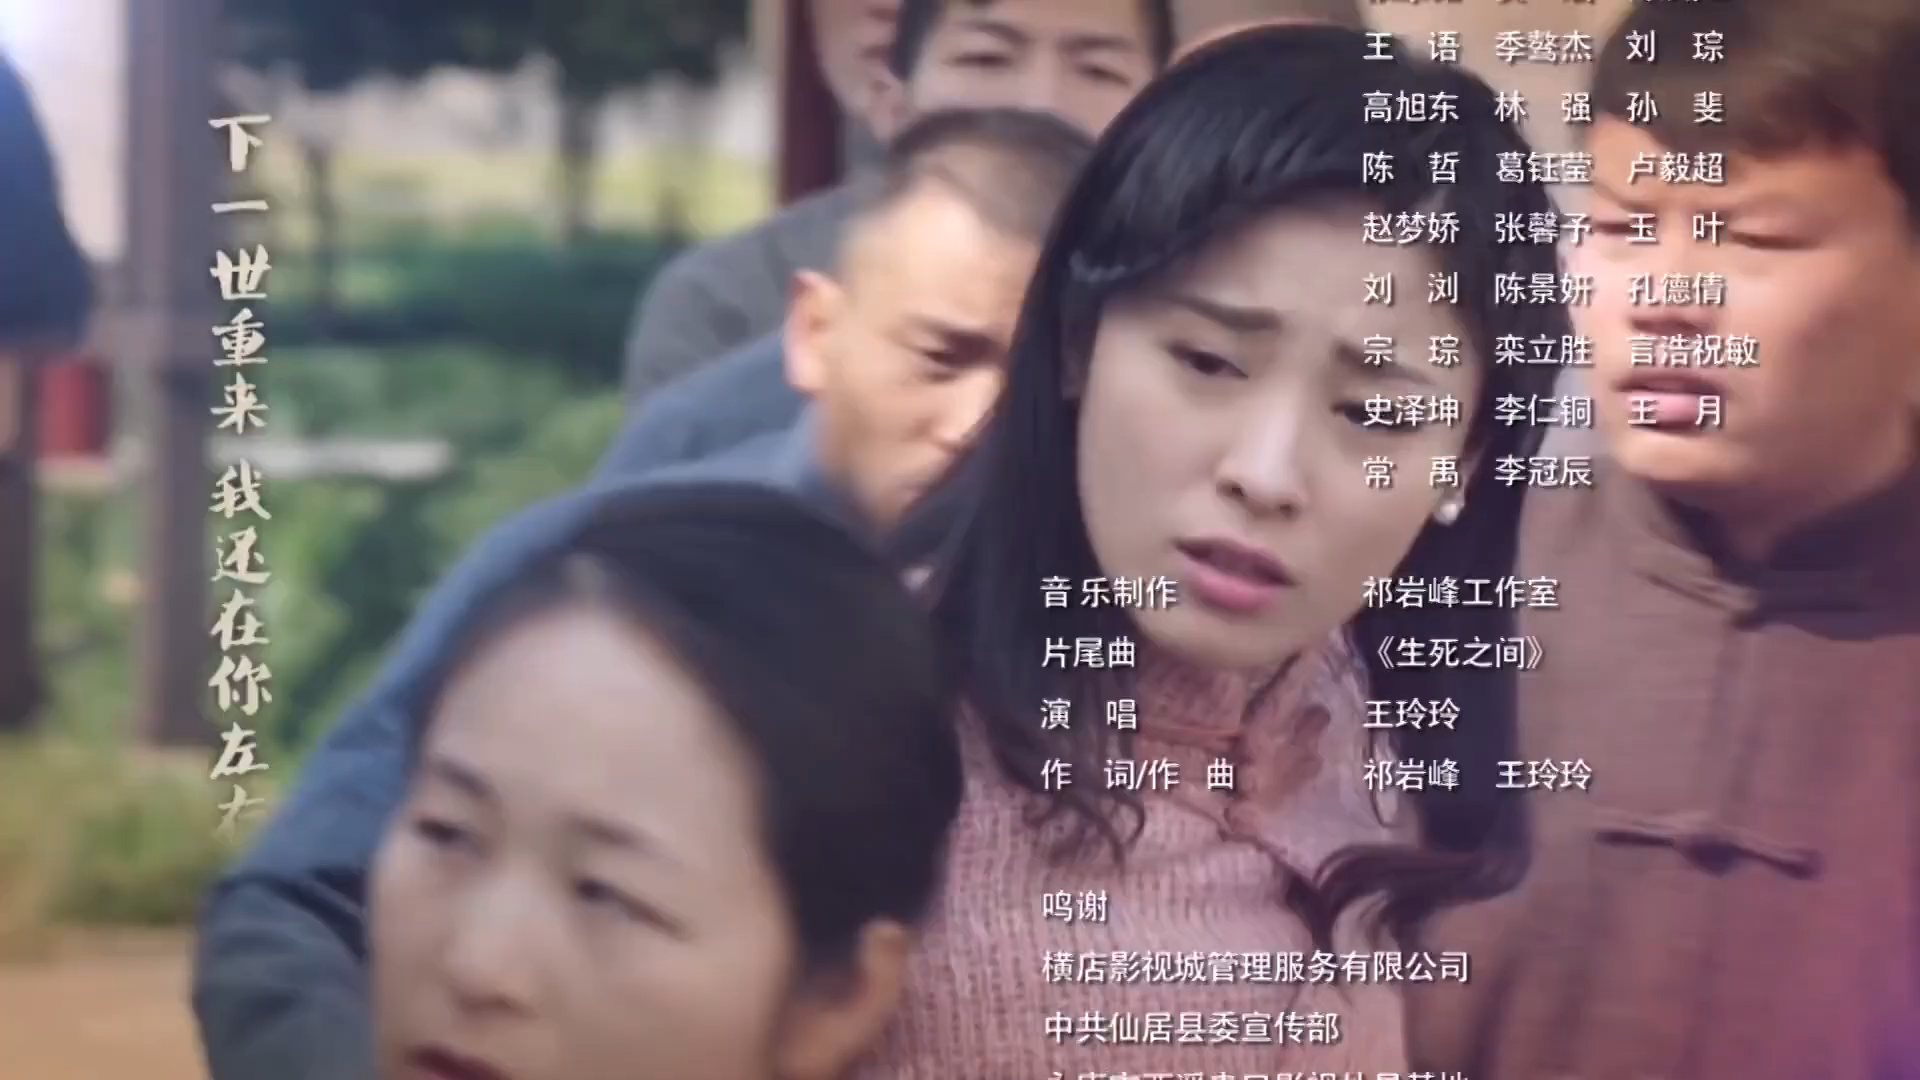 下一世重来 我还在你左右
王 语 季骜杰 刘 琮
高旭东 林 强 孙 斐
陈 哲 葛钰莹 卢毅超
赵梦娇 张馨予 玉 叶
刘 浏 陈景妍 孔德倩
宗 琮 栾立胜 言浩祝敏
史泽坤 李仁铜 王 月
常 禹 李冠辰
音乐制作 祁岩峰工作室
片尾曲 《生死之间》
演 唱 王玲玲
作 词/作 曲 祁岩峰 王玲玲
鸣谢
横店影视城管理服务有限公司
中共仙居县委宣传部